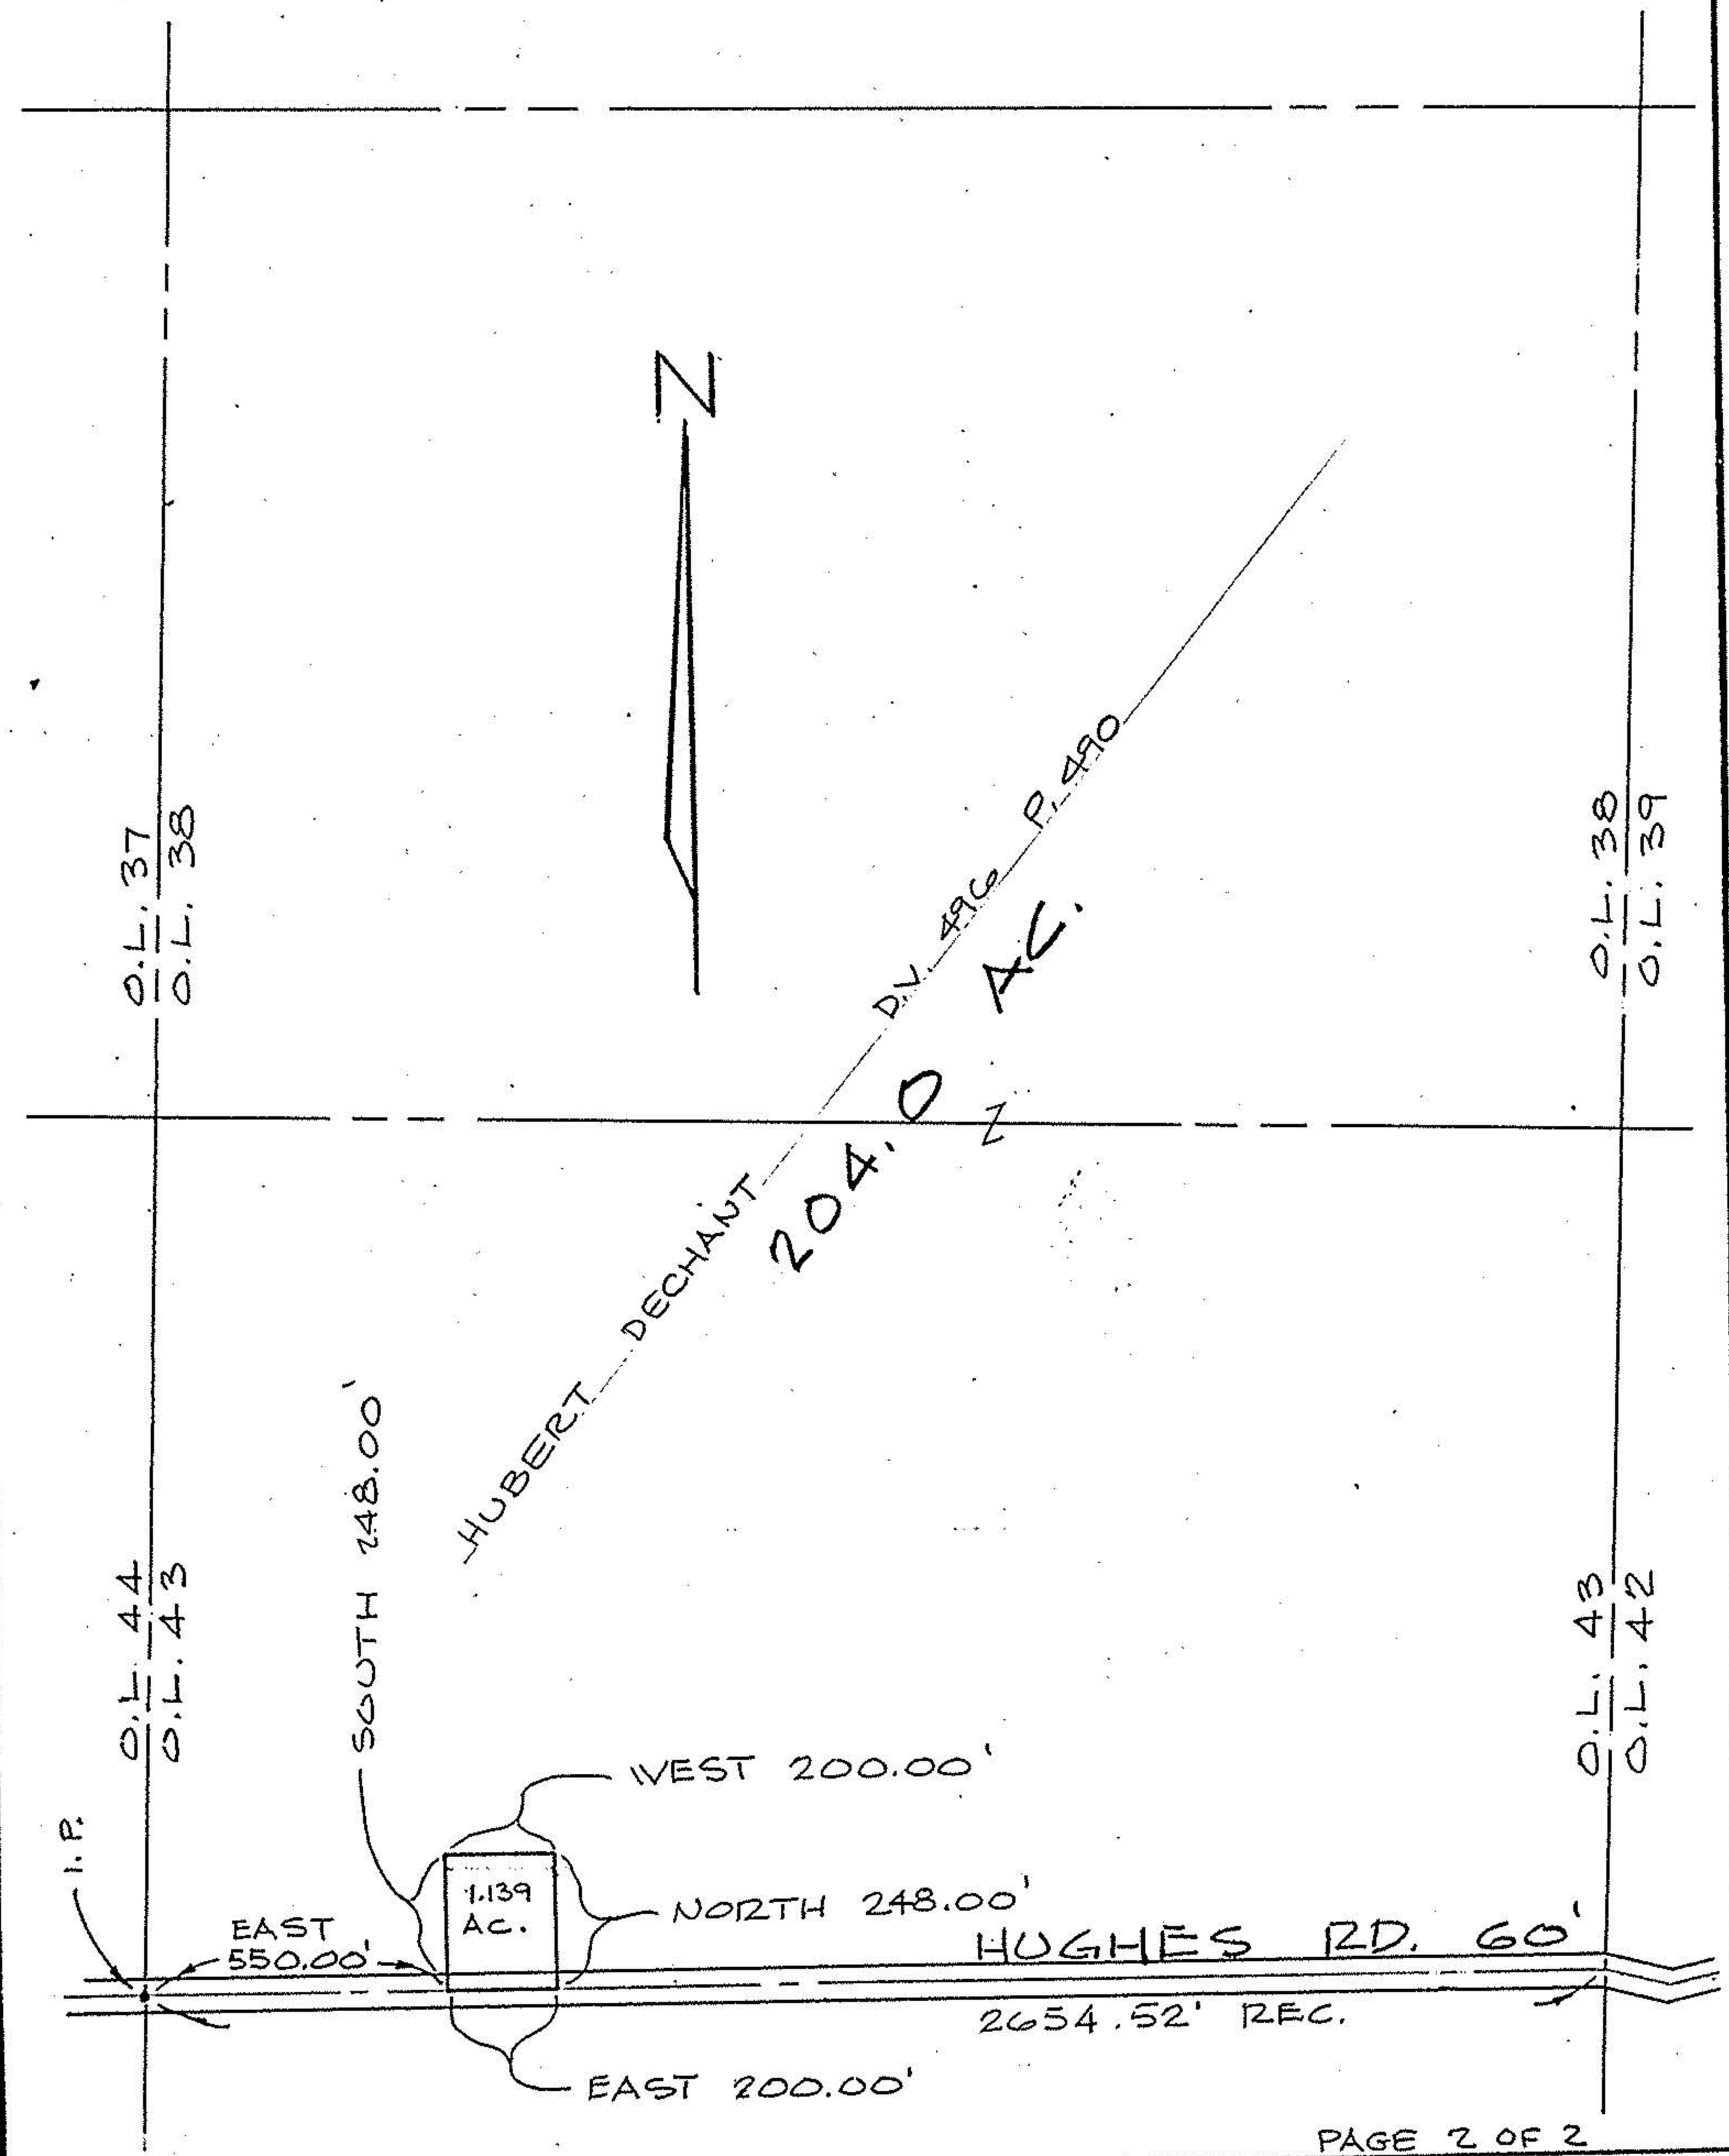 N
O.L. 37
O.L. 38
O.L. 38
O.L. 39
HUBERT DECHANT D.V. 496 P. 490
204.0 AC.
Z
O.L. 44
O.L. 43
O.L. 43
O.L. 42
SOUTH 248.00'
WEST 200.00'
I.P.
1.139
AC.
NORTH 248.00'
EAST
550.00'
HUGHES RD. 60'
2654.52' REC.
EAST 200.00'
PAGE 2 OF 2